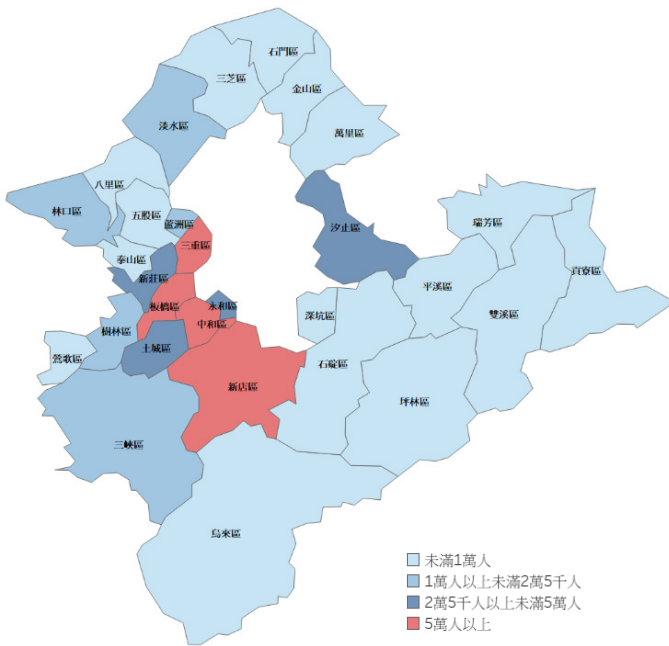 石門區
三芝區
金山區
淡水區
萬里區
八里區
林口區
五股區
蘆洲區
汐止區
瑞芳區
三重區
泰山區
貢寮區
新莊區
平溪區
板橋區
永和區
雙溪區
深坑區
中和區
樹林區
土城區
鶯歌區
石碇區
新店區
坪林區
三峽區
烏來區
未滿1萬人
1萬人以上未滿2萬5千人
2萬5千人以上未滿5萬人
5萬人以上